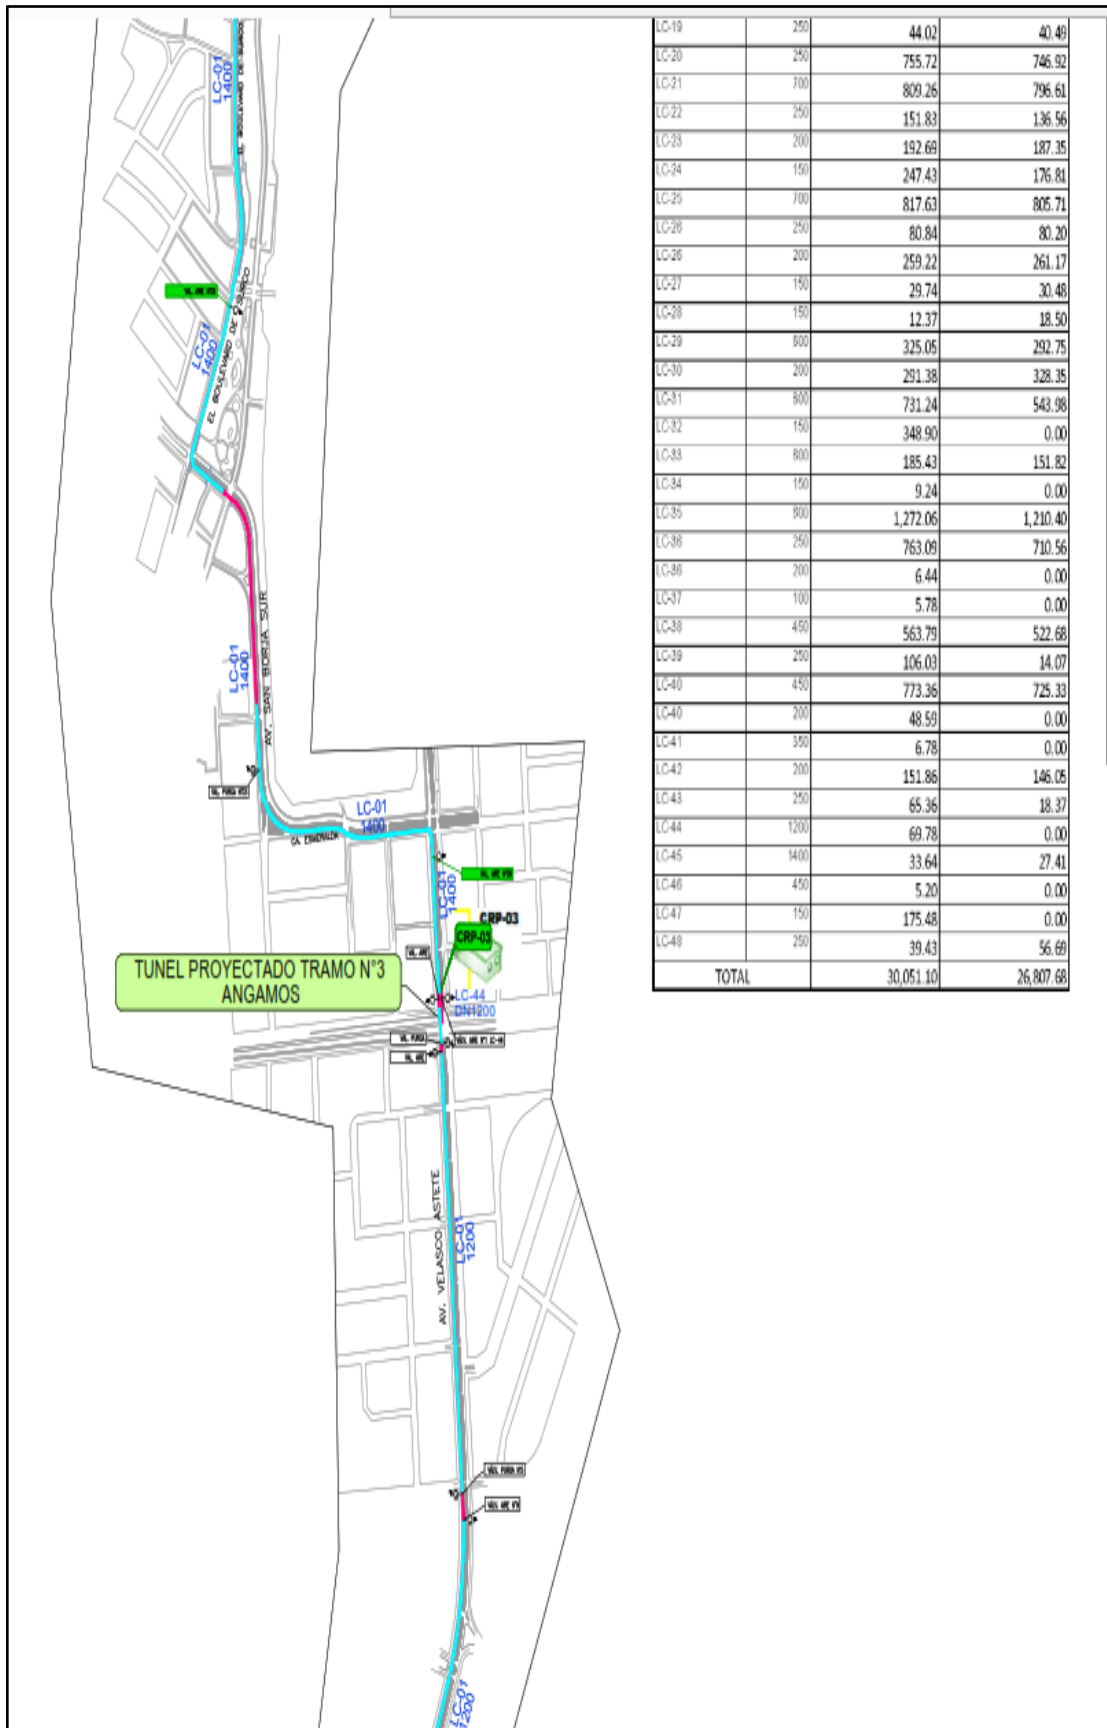 LC-19 250 44.02 40.49
LC-20 250 755.72 746.92
LC-21 700 809.26 796.61
LC-22 250 151.83 136.56
LC-23 200 192.69 187.35
LC-24 150 247.43 176.81
LC-25 700 817.63 805.71
LC-26 250 80.84 80.20
LC-26 200 259.22 261.17
LC-27 150 29.74 30.48
LC-28 150 12.37 18.50
LC-29 600 325.05 292.75
LC-30 200 291.38 328.35
LC-31 800 731.24 543.98
LC-32 150 348.90 0.00
LC-33 800 185.43 151.82
LC-34 150 9.24 0.00
LC-35 800 1,272.06 1,210.40
LC-36 250 763.09 710.56
LC-36 200 6.44 0.00
LC-37 100 5.78 0.00
LC-38 450 563.79 522.68
LC-39 250 106.03 14.07
LC-40 450 773.36 725.33
LC-40 200 48.59 0.00
LC-41 350 6.78 0.00
LC-42 200 151.86 146.05
LC-43 250 65.36 18.37
LC-44 1200 69.78 0.00
LC-45 1400 33.64 27.41
LC-46 450 5.20 0.00
LC-47 150 175.48 0.00
LC-48 250 39.43 56.69
TOTAL 30,051.10 26,807.68
LC-01
1400
EL BOULEVARD DE
LC-01
1400
EL BOULEVARD DE SURCO
LC-01
1400
AV. SAN BORJA SUR
LC-01
1400
CA. ESMERALDA
LC-01
1400
CRP-03
CRP-03
TUNEL PROYECTADO TRAMO N°3
ANGAMOS
VAL. AIRE
LC-44
DN1200
VAL. PURGA
VAL. AIRE
AV. VELASCO ASTETE
LC-01
1200
LC-01
1200